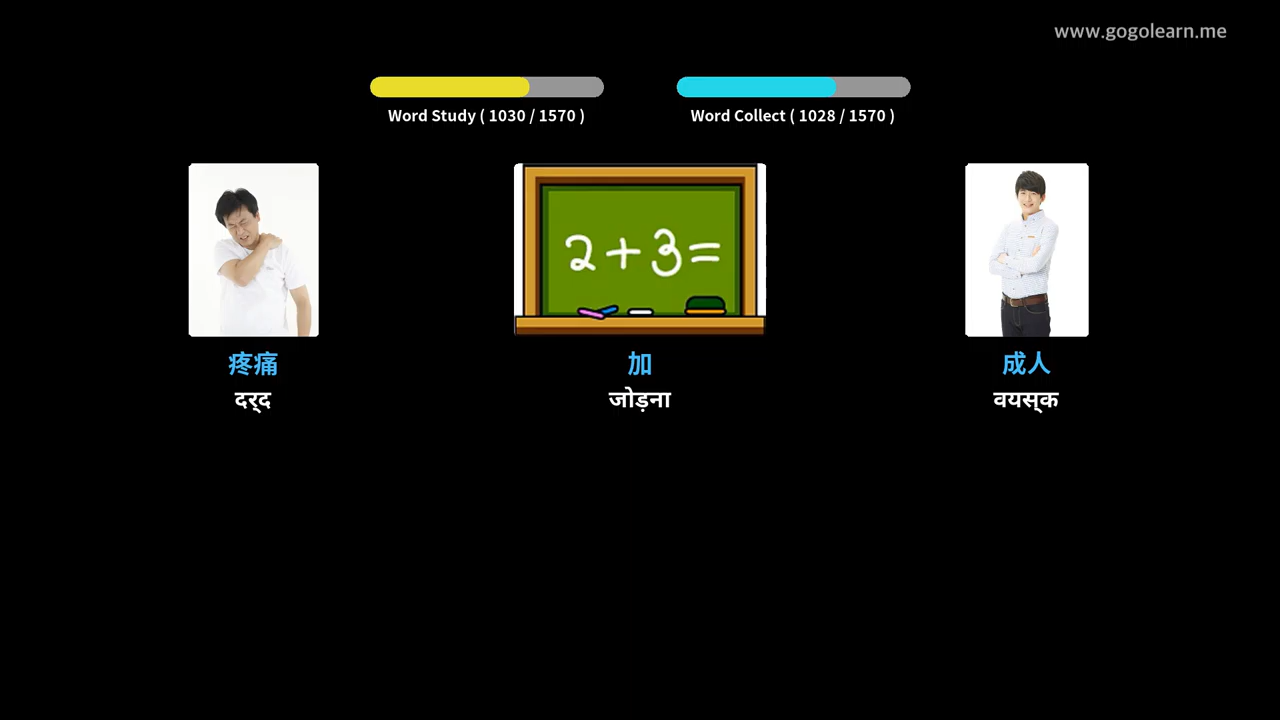 www.gogolearn.me
Word Study ( 1030 / 1570 )
Word Collect ( 1028 / 1570 )
2+3=
疼痛
加
成人
दर्द
जोड़ना
वयस्क